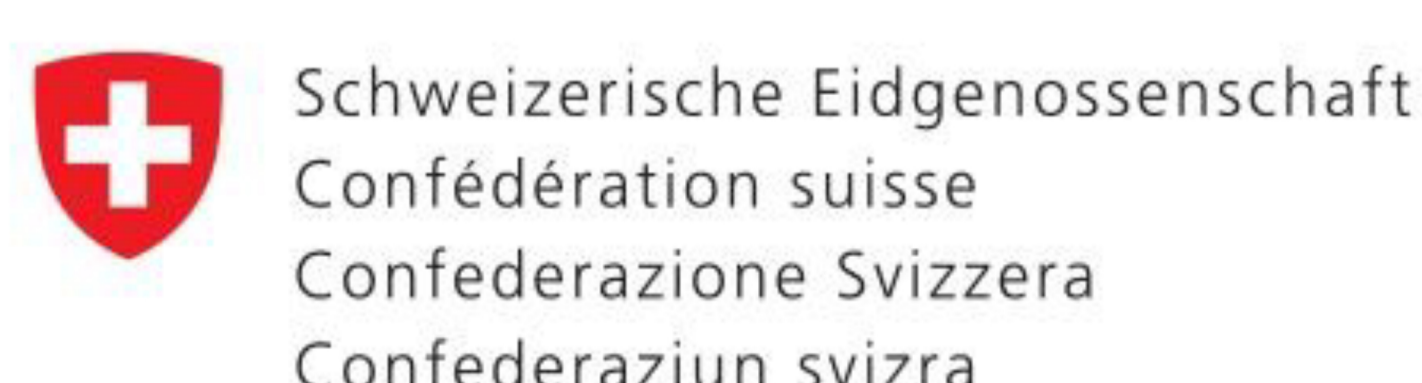 Schweizerische Eidgenossenschaft
Confédération suisse
Confederazione Svizzera
Confederaziun svizra